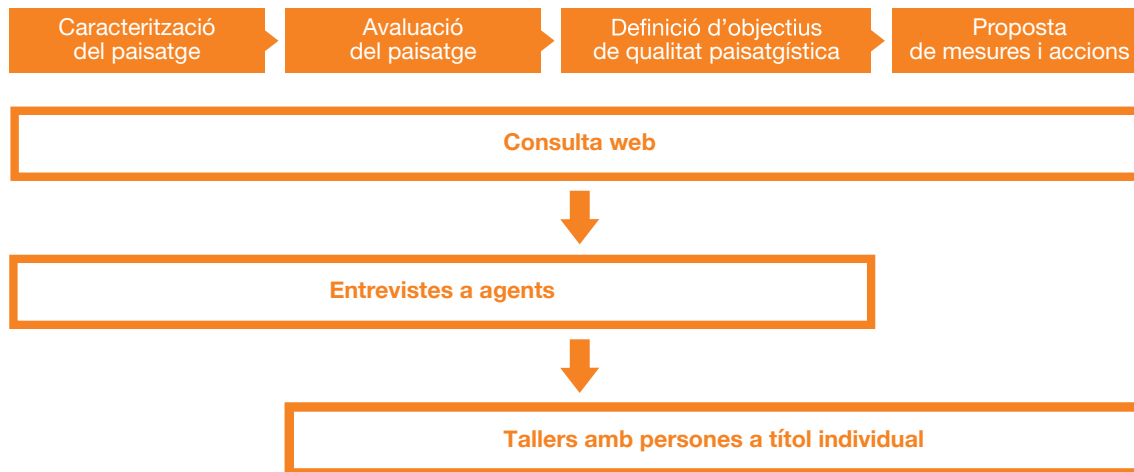 Caracterització
del paisatge
Avaluació
del paisatge
Definició d'objectius
de qualitat paisatgística
Proposta
de mesures i accions
Consulta web
Entrevistes a agents
Tallers amb persones a títol individual